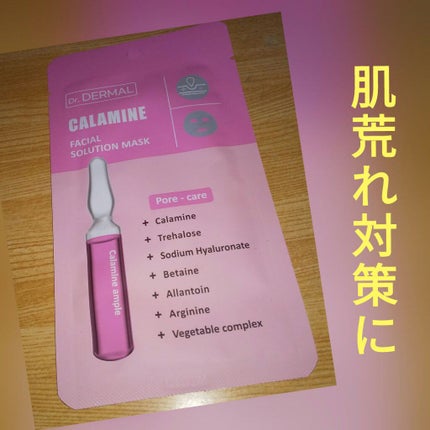 Dr. DERMAL
CALAMINE
FACIAL
SOLUTION MASK
Pore - care
+ Calamine
+ Trehalose
+ Sodium Hyaluronate
+ Betaine
+ Allantoin
+ Arginine
+ Vegetable complex
Calamine ample
肌荒れ対策に